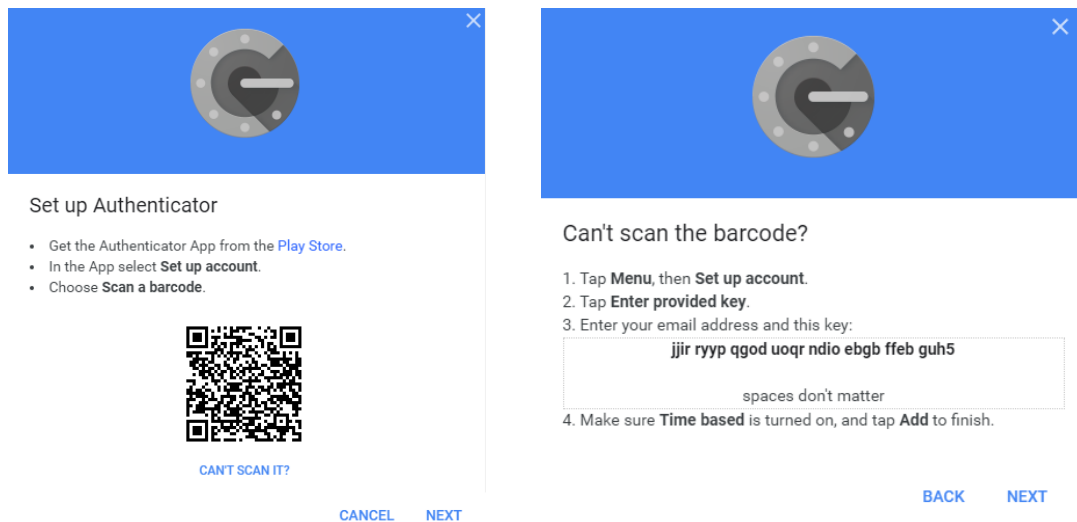 Set up Authenticator
• Get the Authenticator App from the Play Store.
• In the App select Set up account.
• Choose Scan a barcode.
CAN'T SCAN IT?
CANCEL NEXT
Can't scan the barcode?
1. Tap Menu, then Set up account.
2. Tap Enter provided key.
3. Enter your email address and this key:
jjir ryyp qgod uoqr ndio ebgb ffeb guh5
spaces don't matter
4. Make sure Time based is turned on, and tap Add to finish.
BACK NEXT